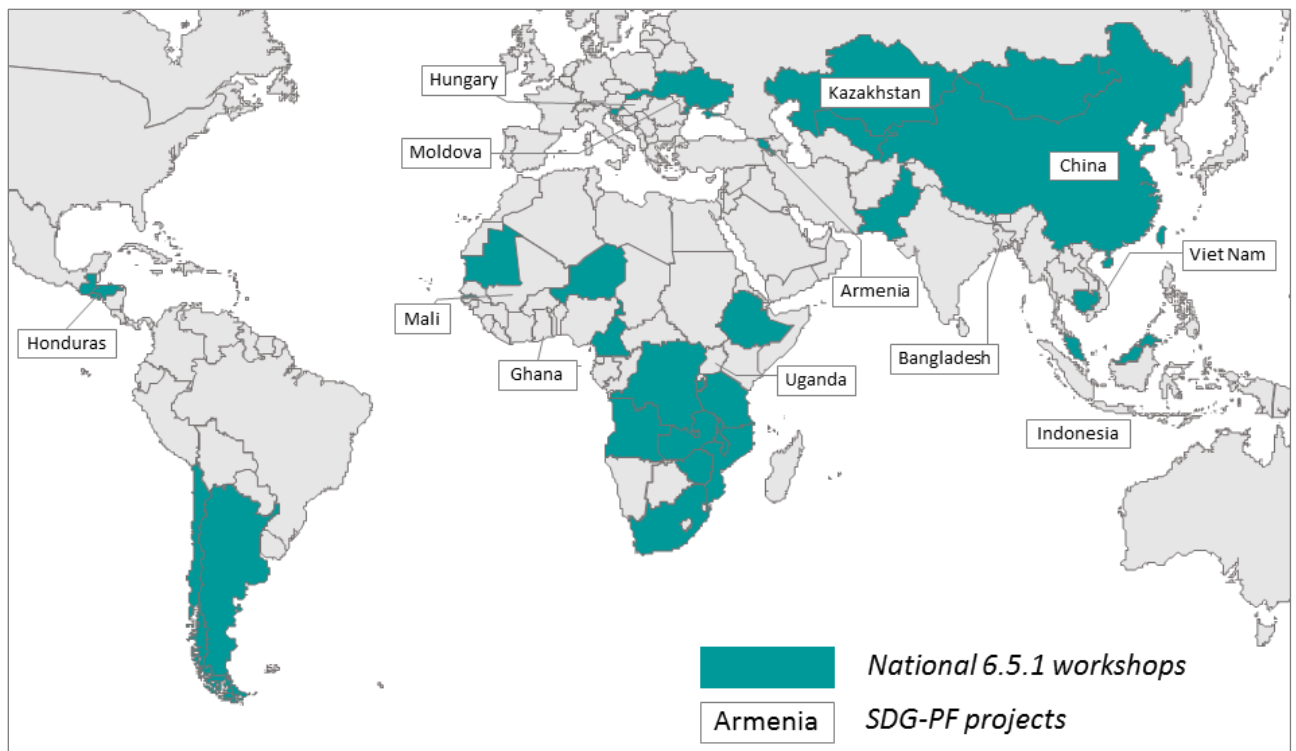 Hungary
Kazakhstan
Moldova
China
Viet Nam
Armenia
Mali
Honduras
Bangladesh
Ghana
Uganda
Indonesia
National 6.5.1 workshops
Armenia
SDG-PF projects